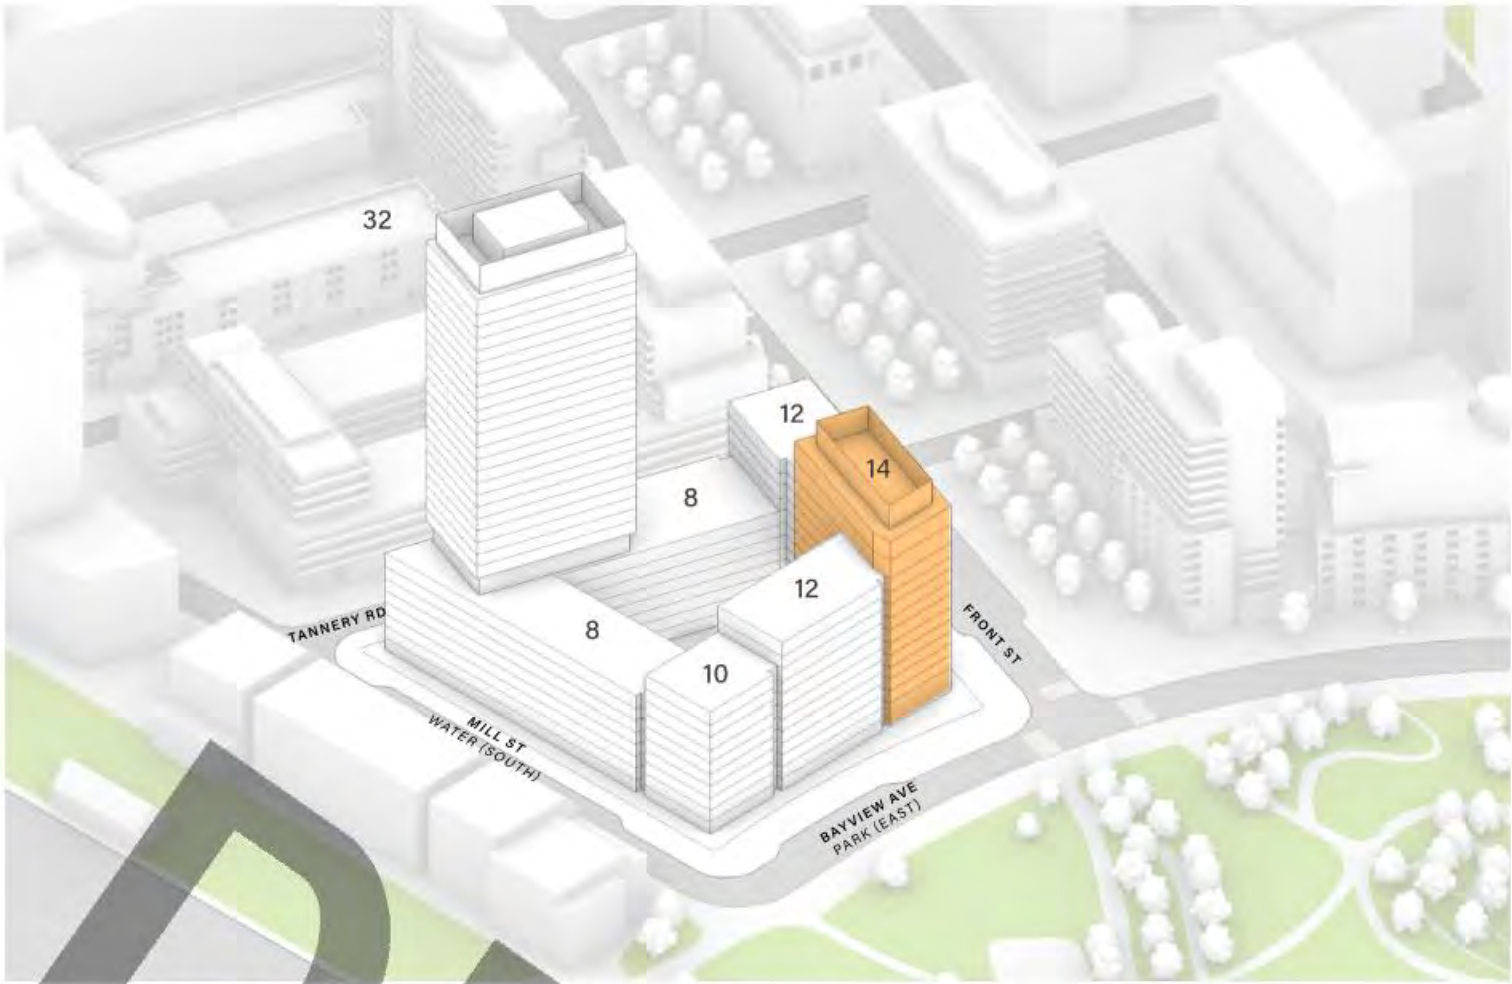 32
12
14
8
12
8
10
TANNERY RD
FRONT ST
MILL ST
WATER (SOUTH)
BAYVIEW AVE
PARK (EAST)